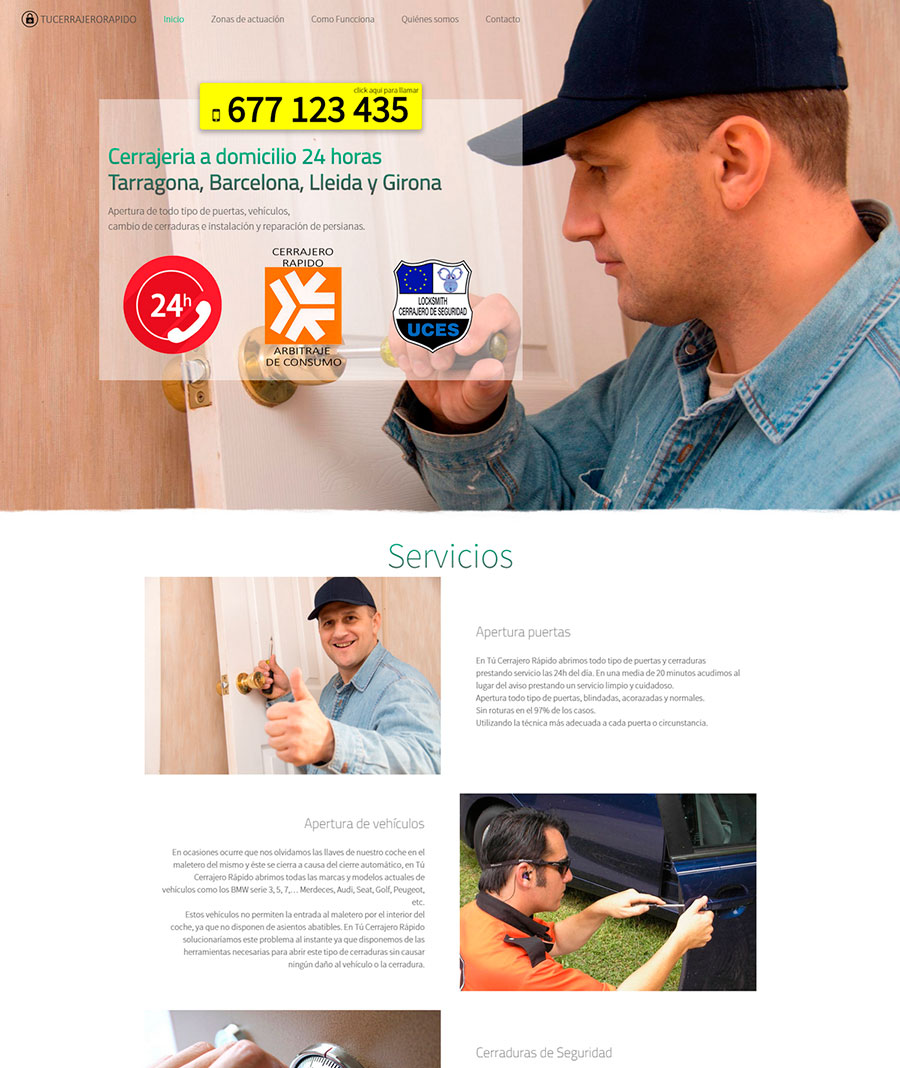 TUCERRAJERORAPIDO
Inicio
Zonas de actuación
Como Funcciona
Quiénes somos
Contacto
click aqui para llamar
677 123 435
Cerrajeria a domicilio 24 horas
Tarragona, Barcelona, Lleida y Girona
Apertura de todo tipo de puertas, vehículos,
cambio de cerraduras e instalación y reparación de persianas.
24h
CERRAJERO
RAPIDO
ARBITRAJE
DE CONSUMO
LOCKSMITH
CERRAJERO DE SEGURIDAD
UCES
Servicios
Apertura puertas
En Tú Cerrajero Rápido abrimos todo tipo de puertas y cerraduras
prestando servicio las 24h del día. En una media de 20 minutos acudimos al
lugar del aviso prestando un servicio limpio y cuidadoso.
Apertura todo tipo de puertas, blindadas, acorazadas y normales.
Sin roturas en el 97% de los casos.
Utilizando la técnica más adecuada a cada puerta o circunstancia.
Apertura de vehículos
En ocasiones ocurre que nos olvidamos las llaves de nuestro coche en el
maletero del mismo y éste se cierra a causa del cierre automático, en Tú
Cerrajero Rápido abrimos todas las marcas y modelos actuales de
vehículos como los BMW serie 3, 5, 7,… Merdeces, Audi, Seat, Golf, Peugeot,
etc.
Estos vehículos no permiten la entrada al maletero por el interior del
coche, ya que no disponen de asientos abatibles. En Tú Cerrajero Rápido
solucionaríamos este problema al instante ya que disponemos de las
herramientas necesarias para abrir este tipo de cerraduras sin causar
ningún daño al vehículo o la cerradura.
Cerraduras de Seguridad